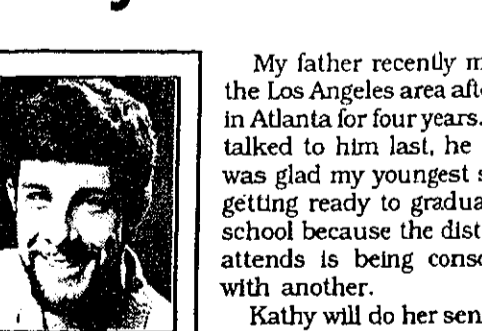 My father recently m
the Los Angeles area aft
in Atlanta for four years.
talked to him last, he
was glad my youngest s
getting ready to gradua
school because the dist
attends is being conso
with another.
Kathy will do her sen